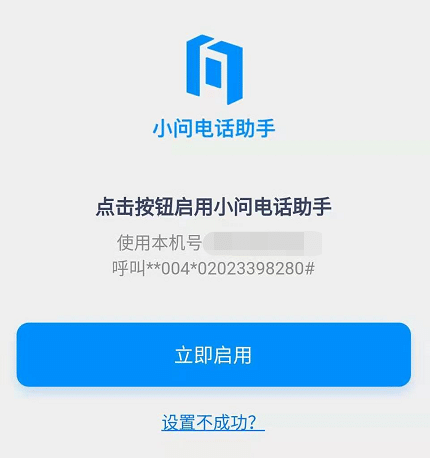 小问电话助手
点击按钮启用小问电话助手
使用本机号
呼叫**004*02023398280#
立即启用
设置不成功？